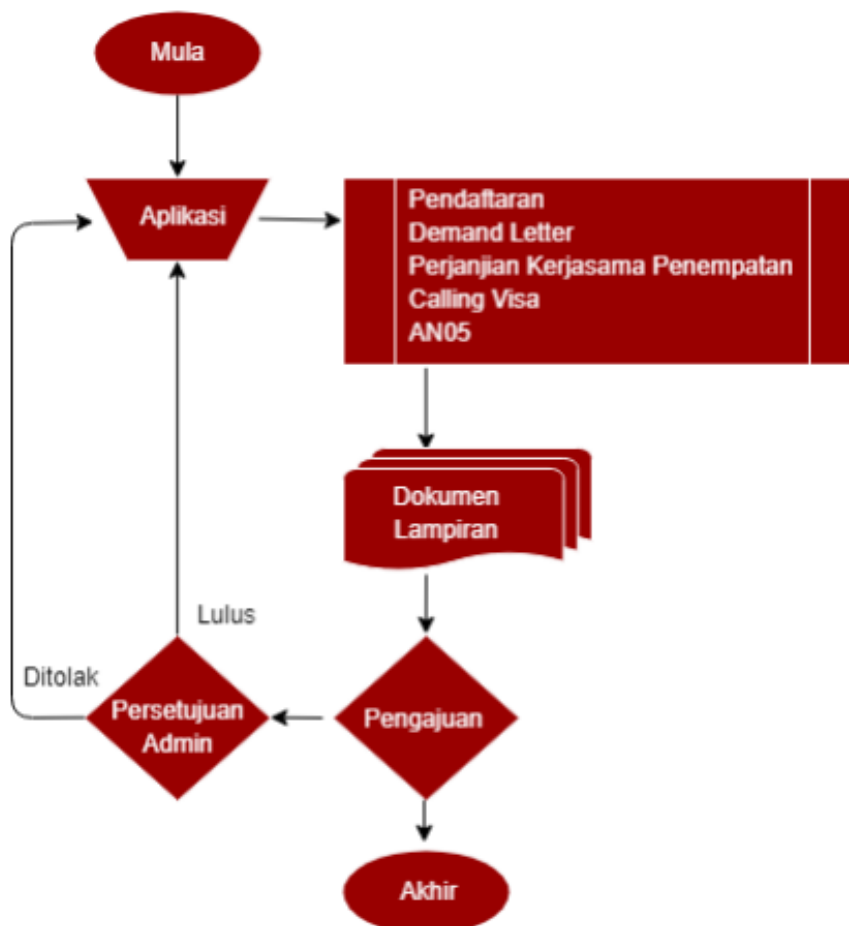 Mula
Aplikasi
Pendaftaran
Demand Letter
Perjanjian Kerjasama Penempatan
Calling Visa
AN05
Dokumen
Lampiran
Lulus
Ditolak
Persetujuan
Admin
Pengajuan
Akhir